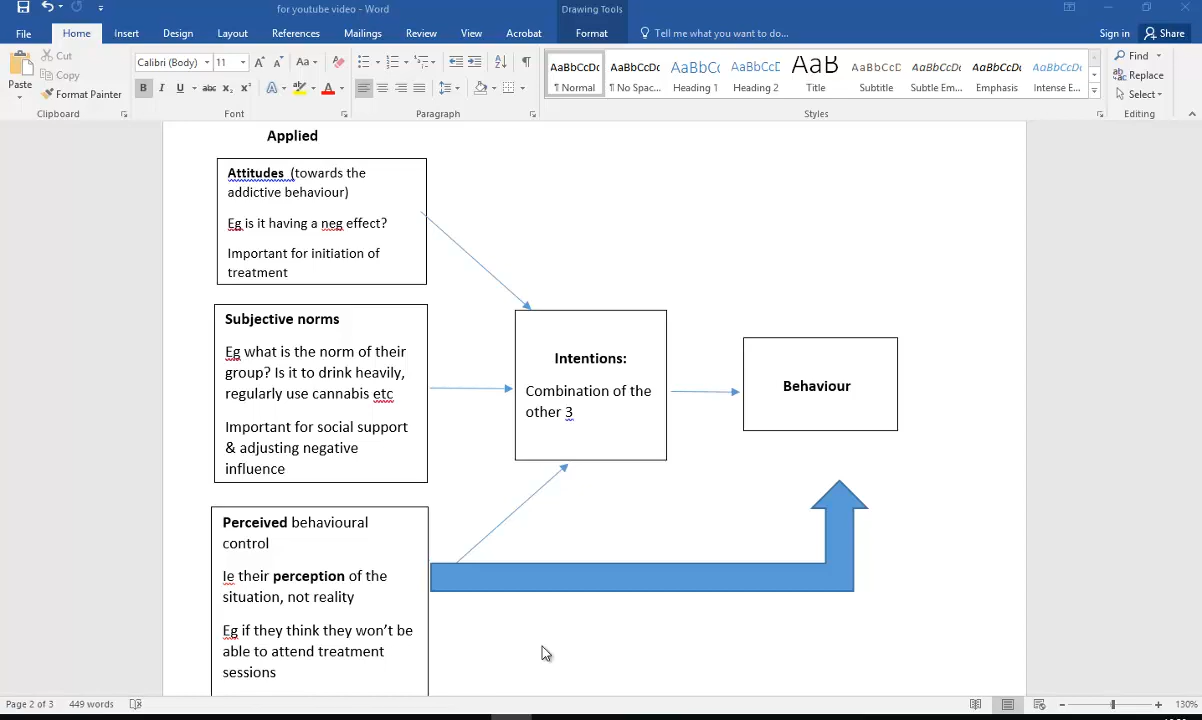 for youtube video - Word
Drawing Tools
File
Home
Insert
Design
Layout
References
Mailings
Review
View
Acrobat
Format
Tell me what you want to do...
Sign in
Share
Paste
Cut
Copy
Format Painter
Clipboard
Calibri (Body)
11
Font
Paragraph
AaBbCcDc
¶ Normal
AaBbCcDc
¶ No Spac...
AaBbCc
Heading 1
AaBbCcD
Heading 2
AaB
Title
AaBbCcD
Subtitle
AaBbCcDc
Subtle Em...
AaBbCcDc
Emphasis
AaBbCcDc
Intense E...
Styles
Find
Replace
Select
Editing
Applied
Attitudes (towards the
addictive behaviour)
Eg is it having a neg effect?
Important for initiation of
treatment
Subjective norms
Eg what is the norm of their
group? Is it to drink heavily,
regularly use cannabis etc
Important for social support
& adjusting negative
influence
Perceived behavioural
control
Ie their perception of the
situation, not reality
Eg if they think they won't be
able to attend treatment
sessions
Intentions:
Combination of the
other 3
Behaviour
Page 2 of 3
449 words
130%